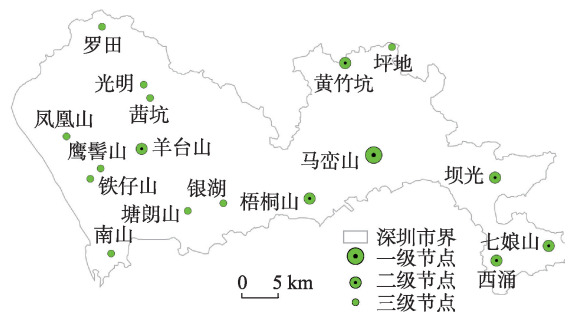 罗田
坪地
黄竹坑
光明
茜坑
凤凰山
鹰髻山
羊台山
马峦山
坝光
铁仔山
银湖
梧桐山
塘朗山
南山
七娘山
西涌
深圳市界
一级节点
二级节点
三级节点
0 5 km